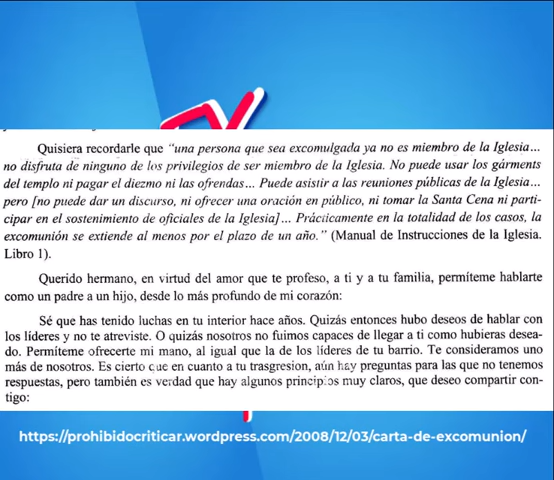 Quisiera recordarle que "una persona que sea excomulgada ya no es miembro de la Iglesia...
no disfruta de ninguno de los privilegios de ser miembro de la Iglesia. No puede usar los gárments
del templo ni pagar el diezmo ni las ofrendas... Puede asistir a las reuniones públicas de la Iglesia...
pero [no puede dar un discurso, ni ofrecer una oración en público, ni tomar la Santa Cena ni parti-
cipar en el sostenimiento de oficiales de la Iglesia]... Prácticamente en la totalidad de los casos, la
excomunión se extiende al menos por el plazo de un año." (Manual de Instrucciones de la Iglesia.
Libro 1).
Querido hermano, en virtud del amor que te profeso, a ti y a tu familia, permíteme hablarte
como un padre a un hijo, desde lo más profundo de mi corazón:
Sé que has tenido luchas en tu interior hace años. Quizás entonces hubo deseos de hablar con
los líderes y no te atreviste. O quizás nosotros no fuimos capaces de llegar a ti como hubieras desea-
do. Permíteme ofrecerte mi mano, al igual que la de los líderes de tu barrio. Te consideramos uno
más de nosotros. Es cierto que en cuanto a tu trasgresion, aún hay preguntas para las que no tenemos
respuestas, pero también es verdad que hay algunos principios muy claros, que deseo compartir con-
tigo:
https://prohibidocriticar.wordpress.com/2008/12/03/carta-de-excomunion/